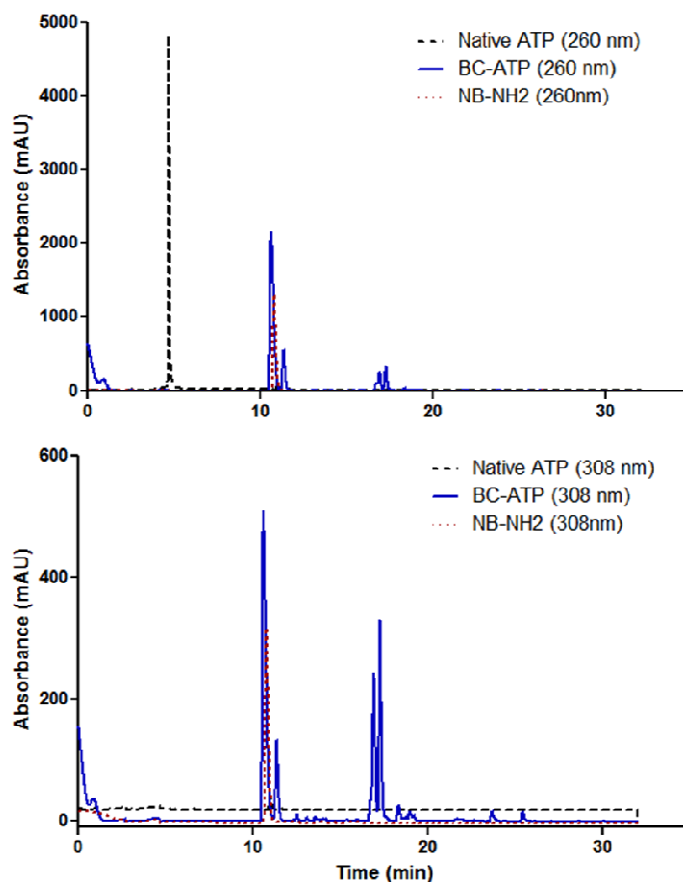 5000
4000
3000
2000
1000
0
Absorbance (mAU)
Native ATP (260 nm)
BC-ATP (260 nm)
NB-NH2 (260nm)
0 10 20 30
600
400
200
0
Absorbance (mAU)
Native ATP (308 nm)
BC-ATP (308 nm)
NB-NH2 (308nm)
0 10 20 30
Time (min)